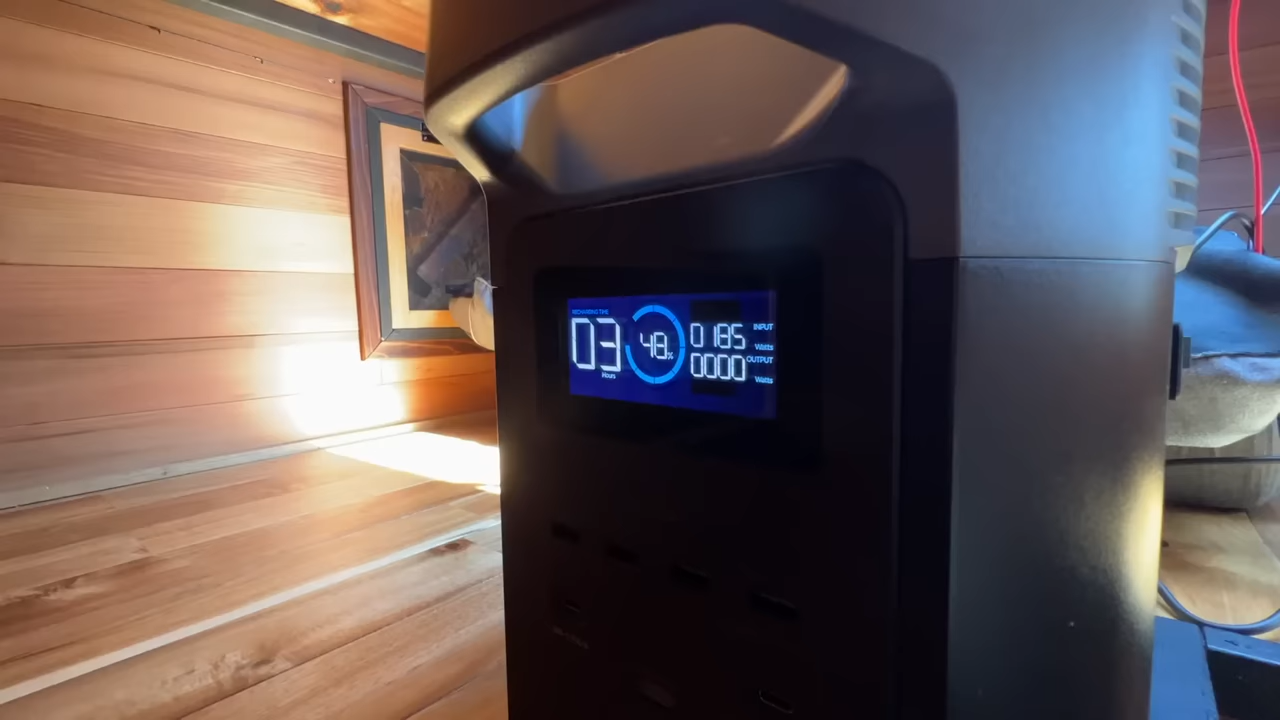 RECHARGING TIME
03
Hours
48%
0185 INPUT
Watts
0000 OUTPUT
Watts